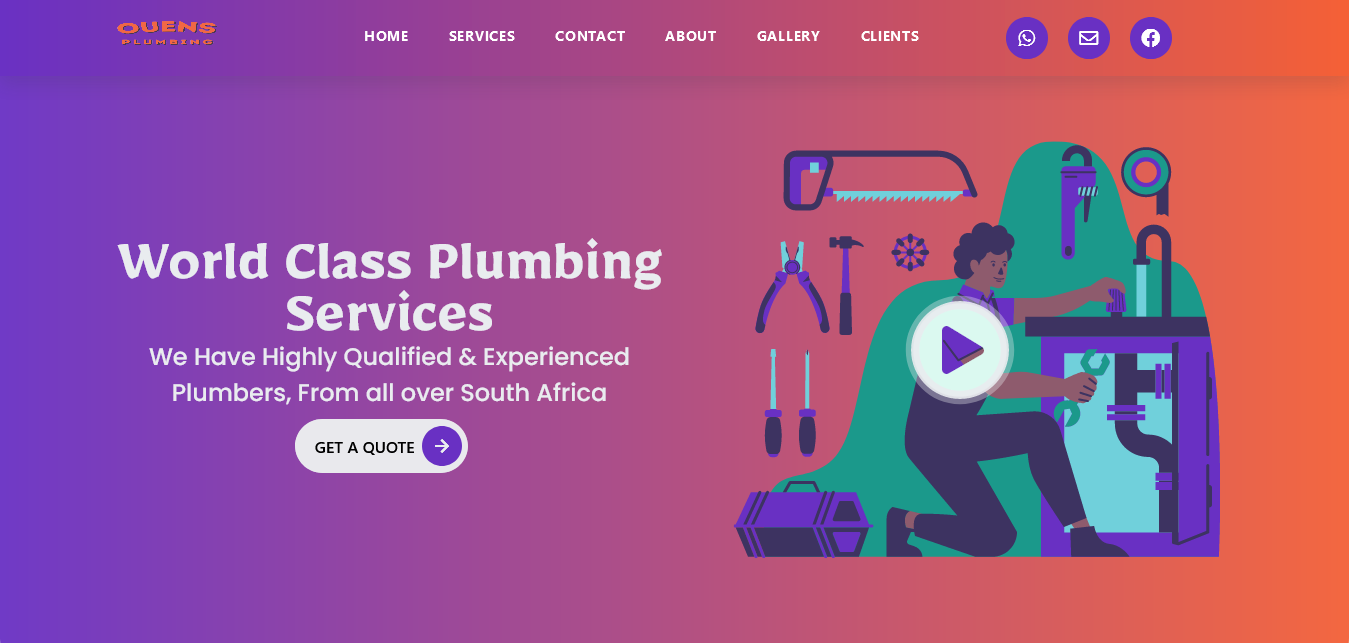 OUENS
PLUMBING
HOME SERVICES CONTACT ABOUT GALLERY CLIENTS
World Class Plumbing
Services
We Have Highly Qualified & Experienced
Plumbers, From all over South Africa
GET A QUOTE